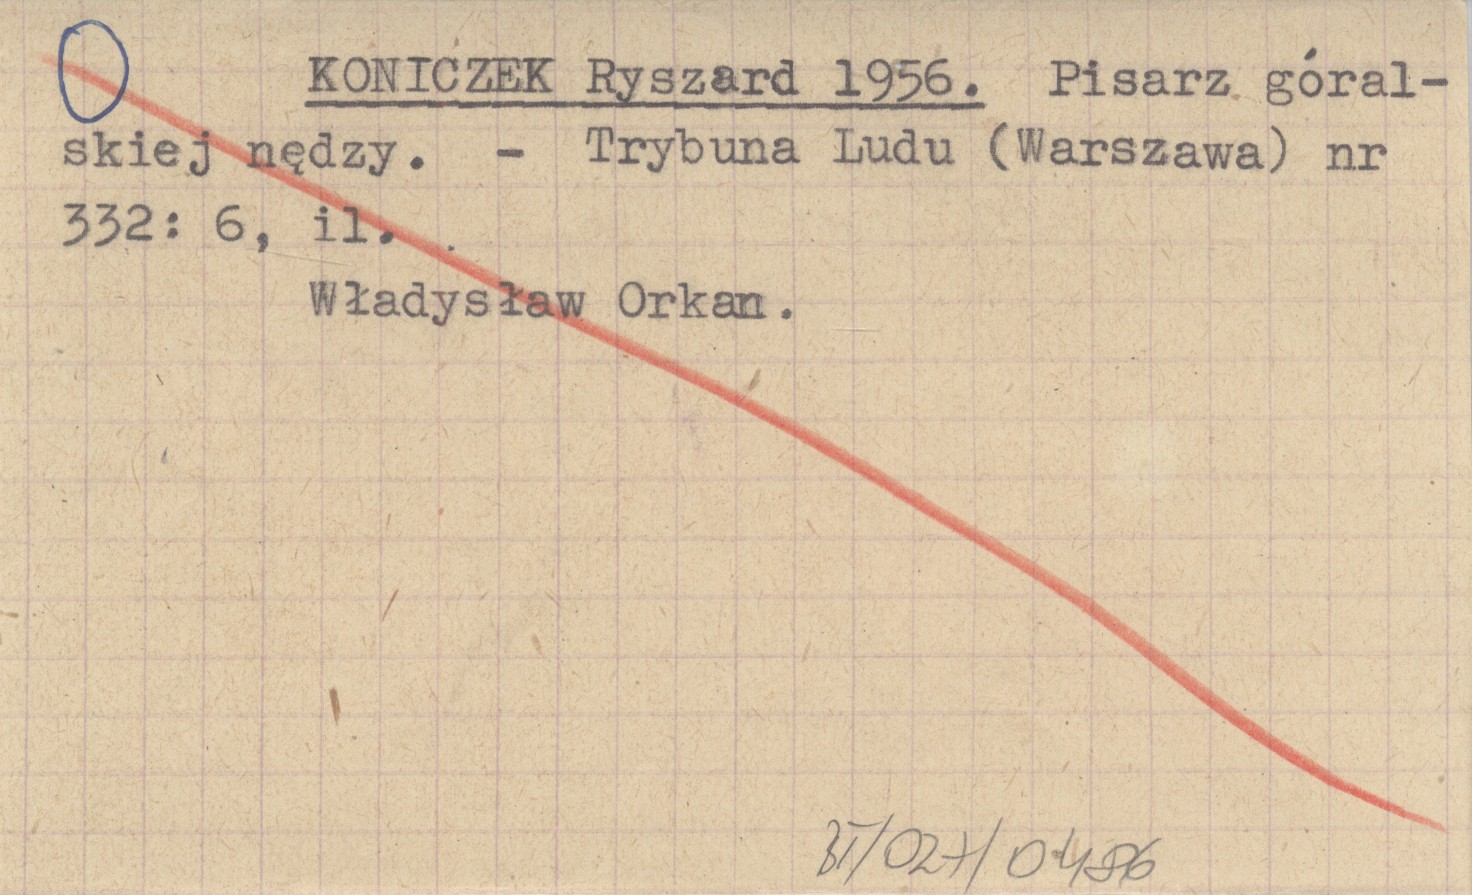 KONICZEK Ryszard 1956. Pisarz góral-
skiej nędzy. - Trybuna Ludu (Warszawa) nr
332: 6, il.
Władysław Orkan.